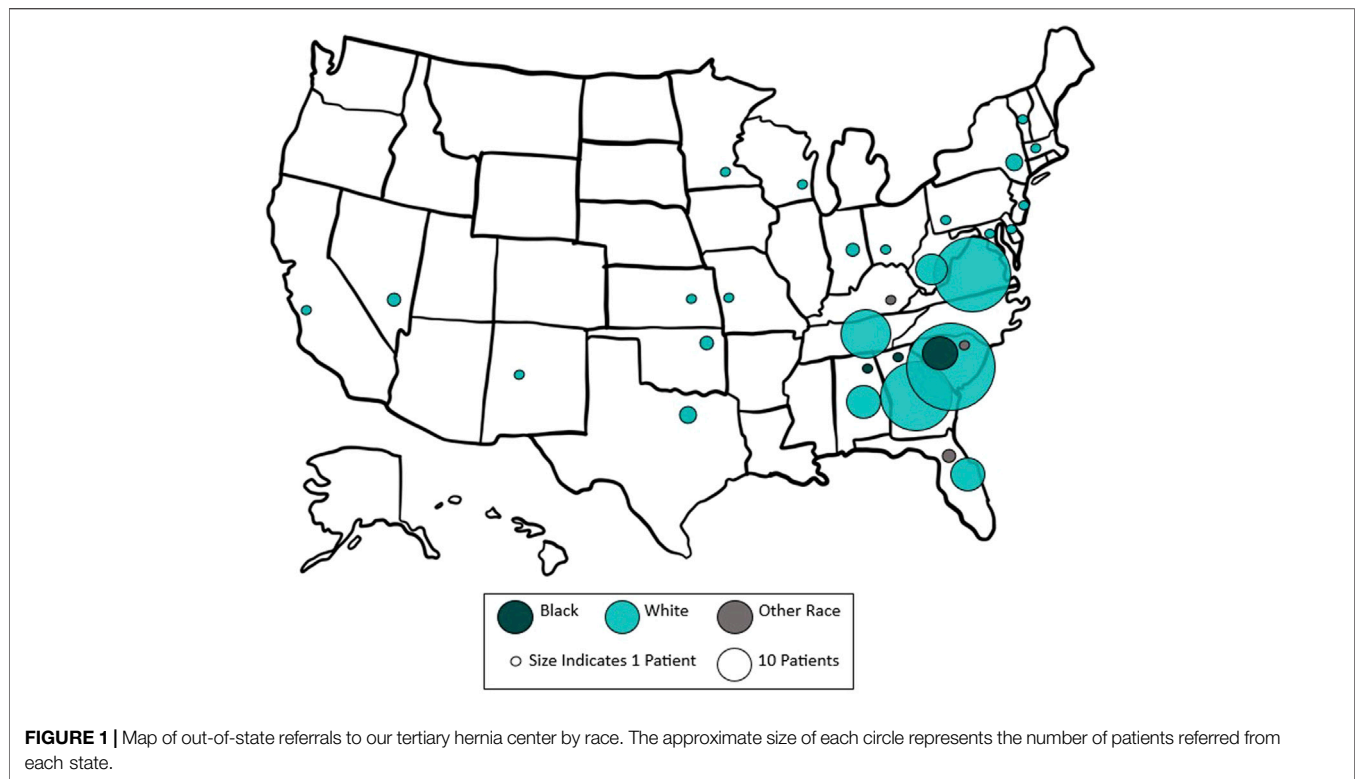 Black White Other Race
Size Indicates 1 Patient 10 Patients
FIGURE 1 | Map of out-of-state referrals to our tertiary hernia center by race. The approximate size of each circle represents the number of patients referred from
each state.